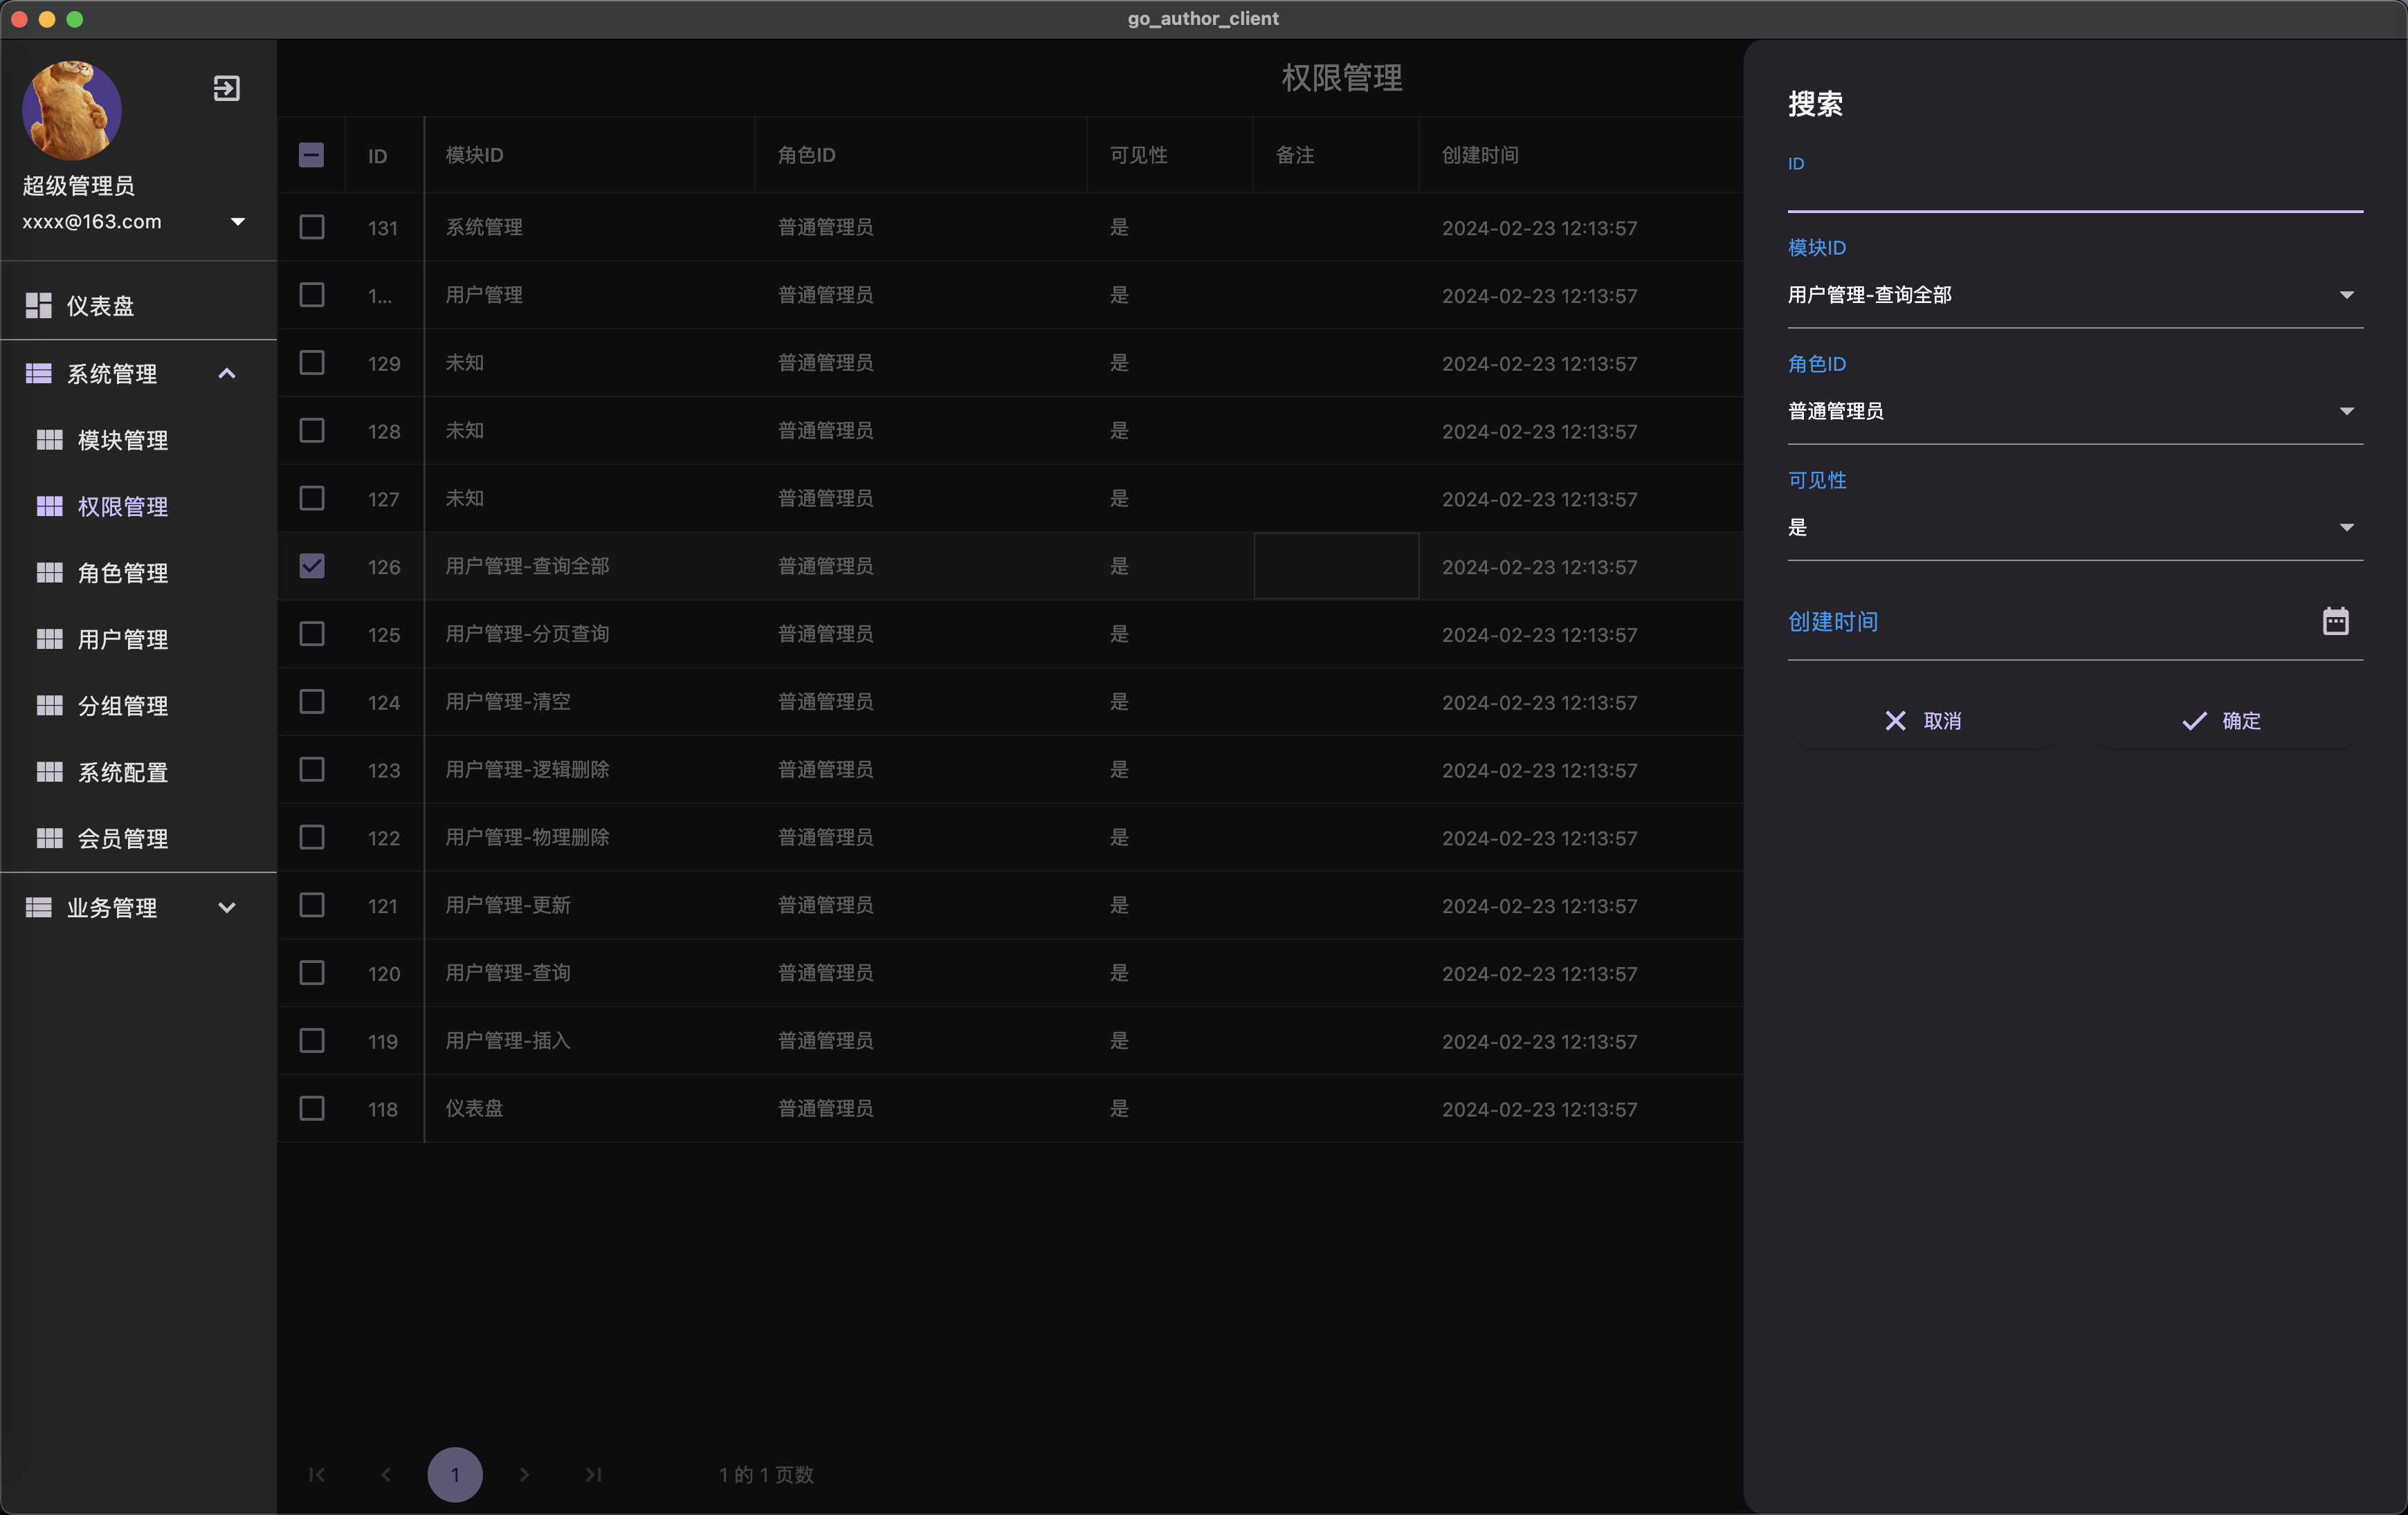 go_author_client
超级管理员
xxxx@163.com
仪表盘
系统管理
模块管理
权限管理
角色管理
用户管理
分组管理
系统配置
会员管理
业务管理
权限管理
ID 模块ID 角色ID 可见性 备注 创建时间
131 系统管理 普通管理员 是 2024-02-23 12:13:57
1... 用户管理 普通管理员 是 2024-02-23 12:13:57
129 未知 普通管理员 是 2024-02-23 12:13:57
128 未知 普通管理员 是 2024-02-23 12:13:57
127 未知 普通管理员 是 2024-02-23 12:13:57
126 用户管理-查询全部 普通管理员 是 2024-02-23 12:13:57
125 用户管理-分页查询 普通管理员 是 2024-02-23 12:13:57
124 用户管理-清空 普通管理员 是 2024-02-23 12:13:57
123 用户管理-逻辑删除 普通管理员 是 2024-02-23 12:13:57
122 用户管理-物理删除 普通管理员 是 2024-02-23 12:13:57
121 用户管理-更新 普通管理员 是 2024-02-23 12:13:57
120 用户管理-查询 普通管理员 是 2024-02-23 12:13:57
119 用户管理-插入 普通管理员 是 2024-02-23 12:13:57
118 仪表盘 普通管理员 是 2024-02-23 12:13:57
1 1 的 1 页数
搜索
ID
模块ID
用户管理-查询全部
角色ID
普通管理员
可见性
是
创建时间
取消 确定